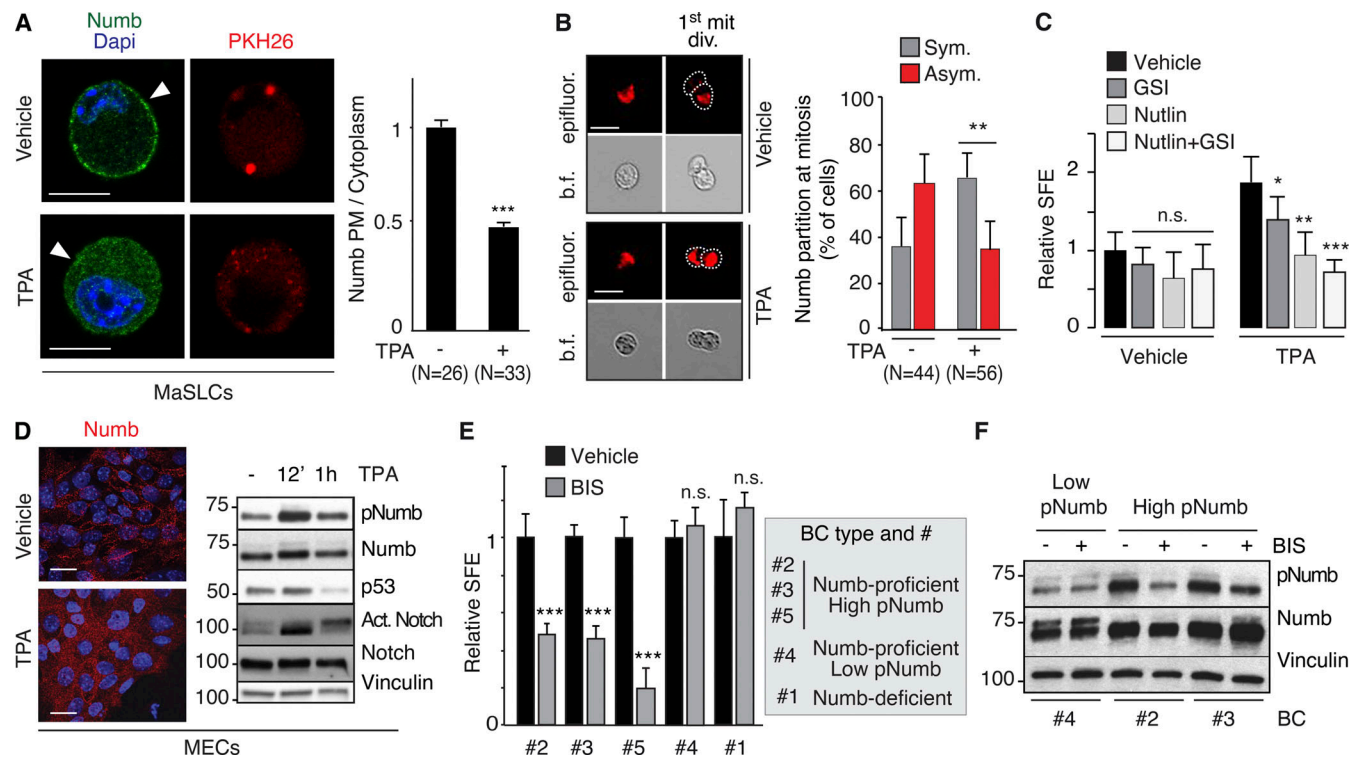 A
Numb
Dapi
PKH26
Vehicle
TPA
MaSLCs
Numb PM / Cytoplasm
1
0.5
0
***
TPA - +
(N=26) (N=33)
B
1st mit
div.
epifluor.
b.f.
Vehicle
epifluor.
b.f.
TPA
Sym.
Asym.
Numb partition at mitosis
(% of cells)
100
80
60
40
20
0
**
TPA - +
(N=44) (N=56)
C
Vehicle
GSI
Nutlin
Nutlin+GSI
Relative SFE
2
1
0
n.s.
*
**
***
Vehicle TPA
D
Numb
Vehicle
TPA
- 12' 1h TPA
75 pNumb
75 Numb
50 p53
100 Act. Notch
100 Notch
100 Vinculin
MECs
E
Vehicle
BIS
Relative SFE
1
0
***
***
***
n.s.
n.s.
#2 #3 #5 #4 #1
BC type and #
#2
#3 Numb-proficient
#5 High pNumb
#4 Numb-proficient
Low pNumb
#1 Numb-deficient
F
Low
pNumb High pNumb
- + - + - + BIS
75 pNumb
75 Numb
100 Vinculin
#4 #2 #3 BC